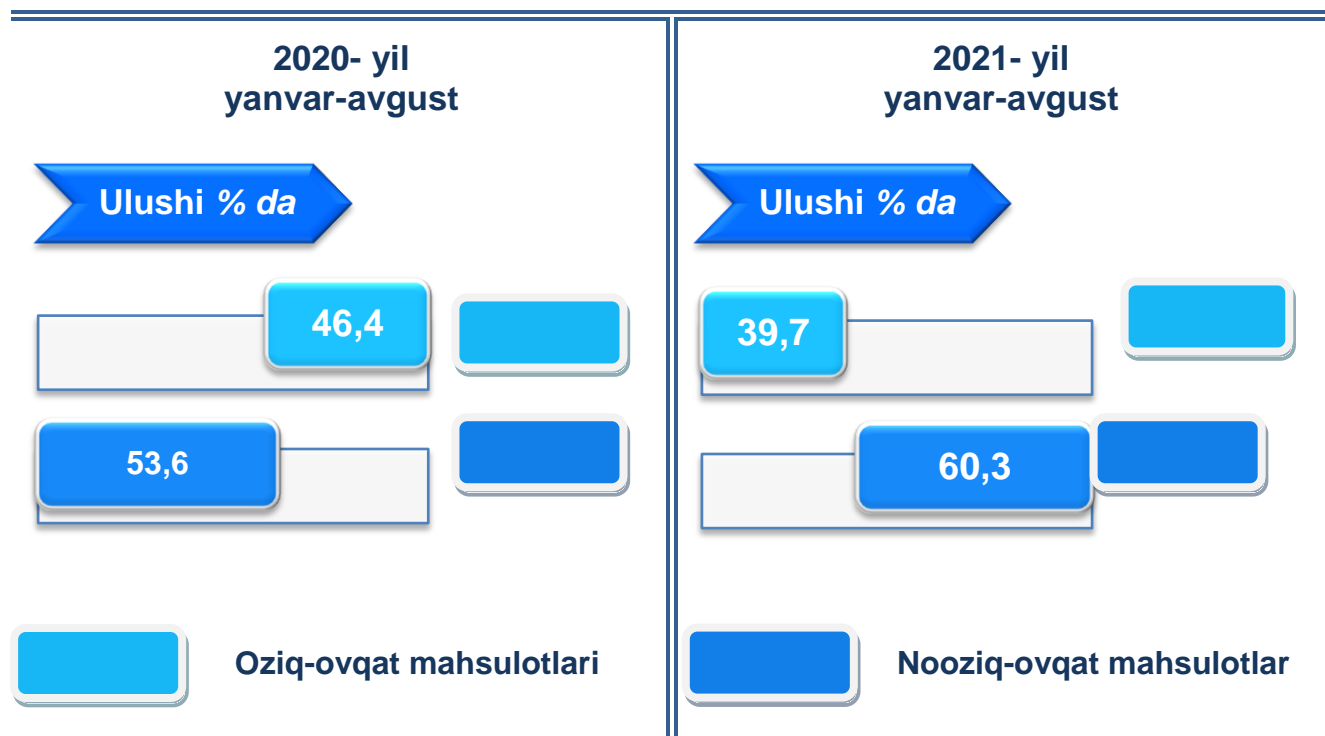 2020- yil
yanvar-avgust
Ulushi % da
46,4
53,6
2021- yil
yanvar-avgust
Ulushi % da
39,7
60,3
Oziq-ovqat mahsulotlari
Nooziq-ovqat mahsulotlar